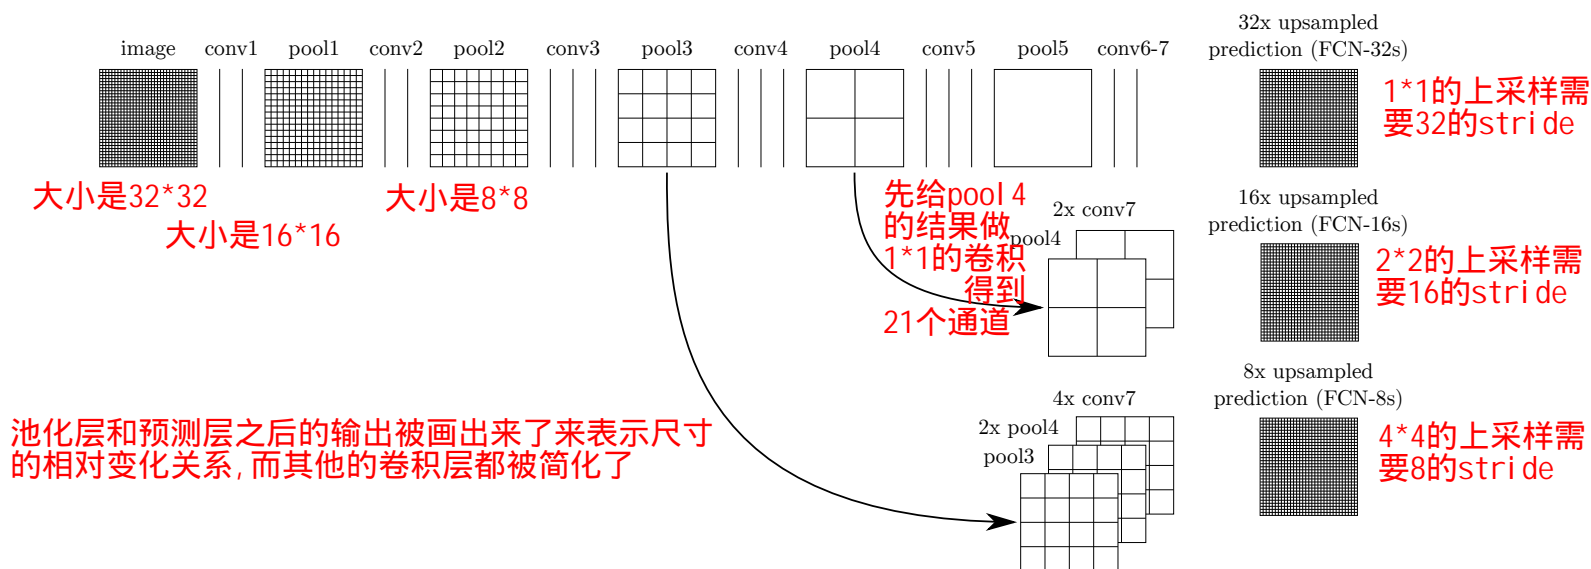 image conv1 pool1 conv2 pool2 conv3 pool3 conv4 pool4 conv5 pool5 conv6-7
32x upsampled
prediction (FCN-32s)
1*1的上采样需
要32的stride
大小是32*32
大小是16*16
大小是8*8
先给pool4
的结果做
1*1的卷积
得到
21个通道
2x conv7
pool4
16x upsampled
prediction (FCN-16s)
2*2的上采样需
要16的stride
池化层和预测层之后的输出被画出来了来表示尺寸
的相对变化关系,而其他的卷积层都被简化了
4x conv7
2x pool4
pool3
8x upsampled
prediction (FCN-8s)
4*4的上采样需
要8的stride